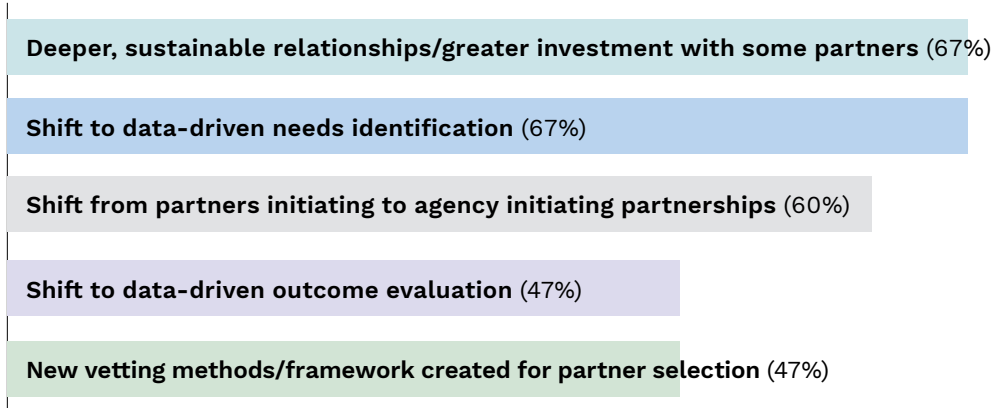 Deeper, sustainable relationships/greater investment with some partners (67%)
Shift to data-driven needs identification (67%)
Shift from partners initiating to agency initiating partnerships (60%)
Shift to data-driven outcome evaluation (47%)
New vetting methods/framework created for partner selection (47%)